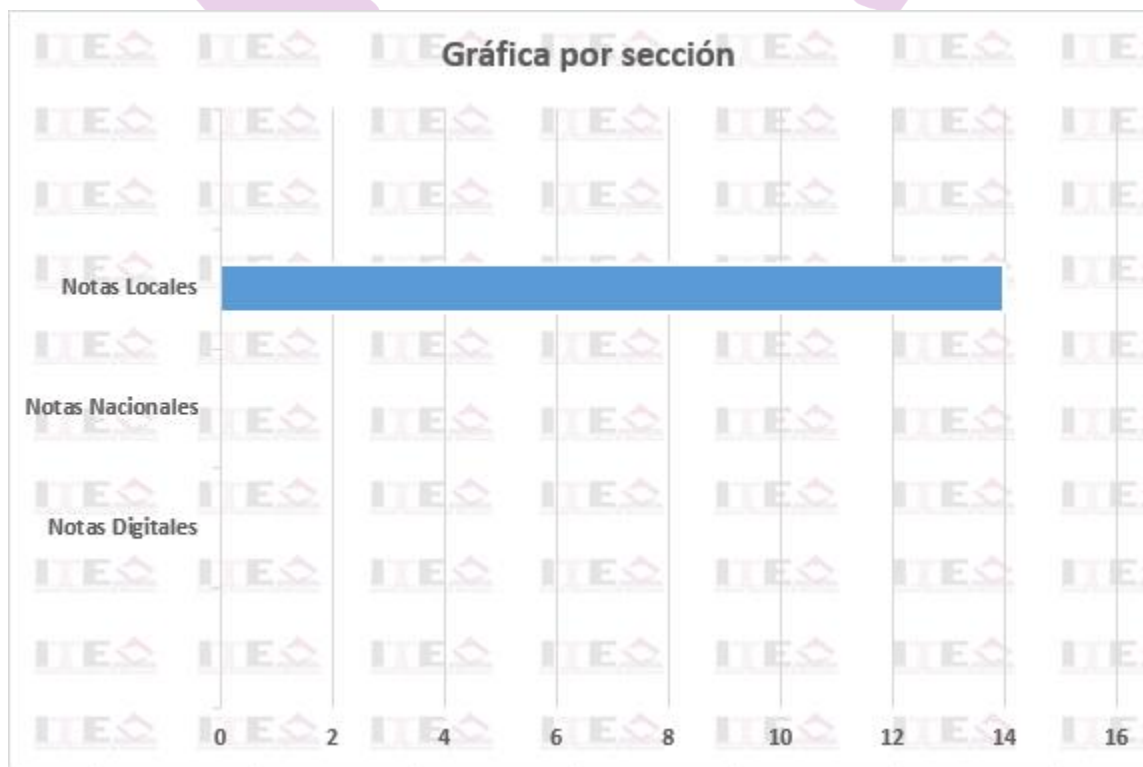 Gráfica por sección
Notas Locales
Notas Nacionales
Notas Digitales
0 2 4 6 8 10 12 14 16